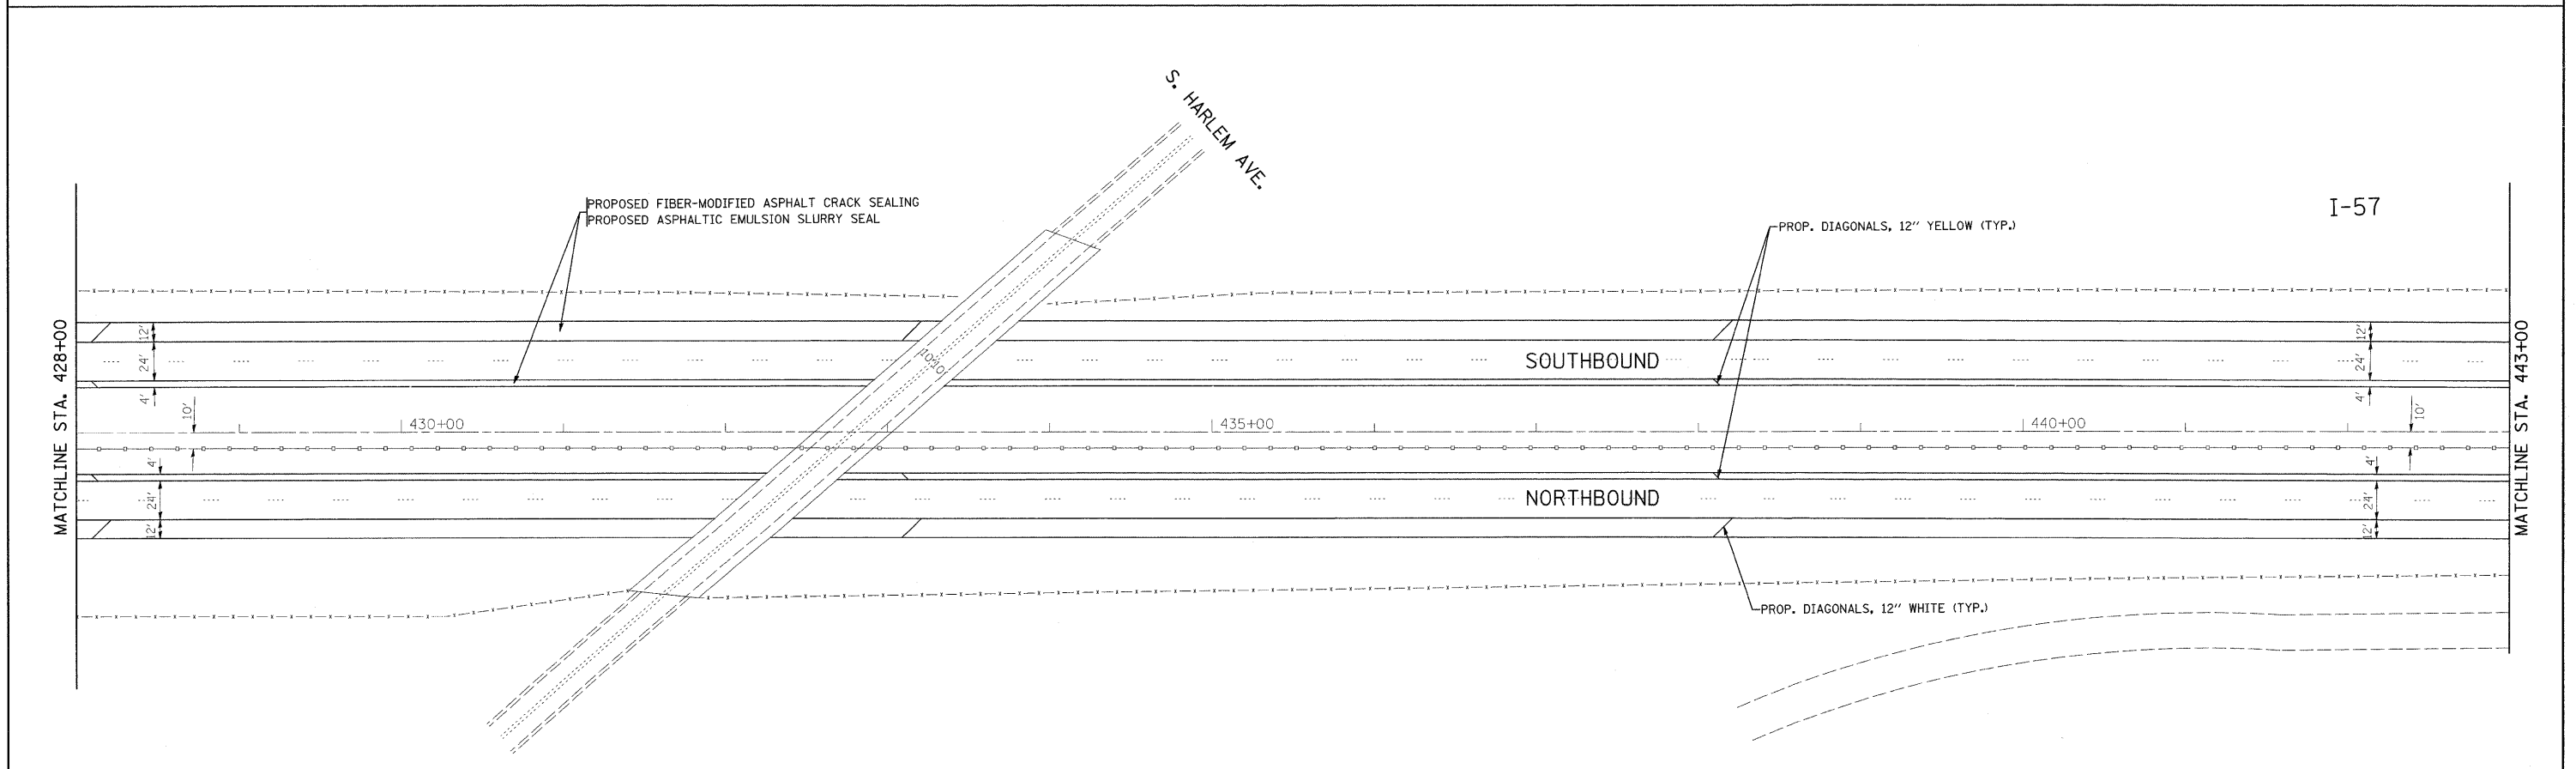 S. HARLEM AVE.
PROPOSED FIBER-MODIFIED ASPHALT CRACK SEALING
PROPOSED ASPHALTIC EMULSION SLURRY SEAL
I-57
PROP. DIAGONALS, 12" YELLOW (TYP.)
MATCHLINE STA. 428+00
12'
24'
4'
10'
SOUTHBOUND
12'
24'
4'
10'
MATCHLINE STA. 443+00
430+00
435+00
440+00
4'
24'
12'
NORTHBOUND
4'
24'
12'
PROP. DIAGONALS, 12" WHITE (TYP.)